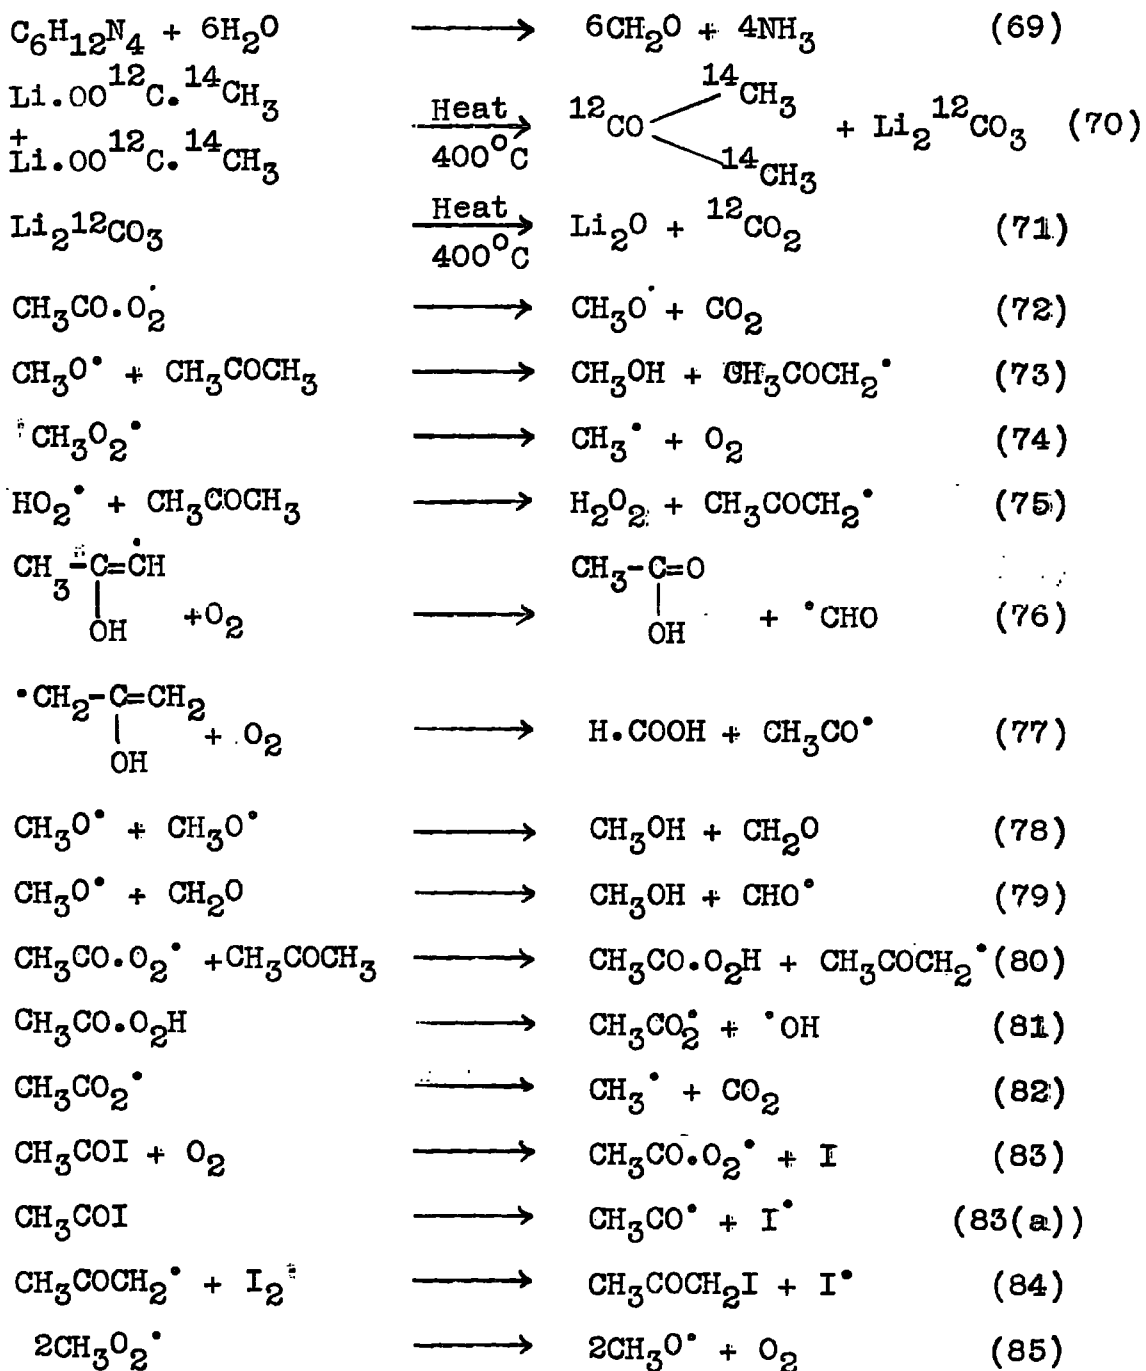 C₆H₁₂N₄ + 6H₂O ⟶ 6CH₂O + 4NH₃ (69)
Li.OO¹²C.¹⁴CH₃
+
Li.OO¹²C.¹⁴CH₃ Heat ⟶ 400°C ¹²CO ¹⁴CH₃ ¹⁴CH₃ + Li₂¹²CO₃ (70)
Li₂¹²CO₃ Heat ⟶ 400°C Li₂O + ¹²CO₂ (71)
CH₃CO.O₂• ⟶ CH₃O• + CO₂ (72)
CH₃O• + CH₃COCH₃ ⟶ CH₃OH + CH₃COCH₂• (73)
CH₃O₂• ⟶ CH₃• + O₂ (74)
HO₂• + CH₃COCH₃ ⟶ H₂O₂ + CH₃COCH₂• (75)
CH₃-C=ĊH CH₃-C=O
OH +O₂ ⟶ OH + •CHO (76)
•CH₂-C=CH₂
OH + O₂ ⟶ H.COOH + CH₃CO• (77)
CH₃O• + CH₃O• ⟶ CH₃OH + CH₂O (78)
CH₃O• + CH₂O ⟶ CH₃OH + CHO• (79)
CH₃CO.O₂• +CH₃COCH₃ ⟶ CH₃CO.O₂H + CH₃COCH₂• (80)
CH₃CO.O₂H ⟶ CH₃CO₂• + •OH (81)
CH₃CO₂• ⟶ CH₃• + CO₂ (82)
CH₃COI + O₂ ⟶ CH₃CO.O₂• + I (83)
CH₃COI ⟶ CH₃CO• + I• (83(a))
CH₃COCH₂• + I₂ ⟶ CH₃COCH₂I + I• (84)
2CH₃O₂• ⟶ 2CH₃O• + O₂ (85)